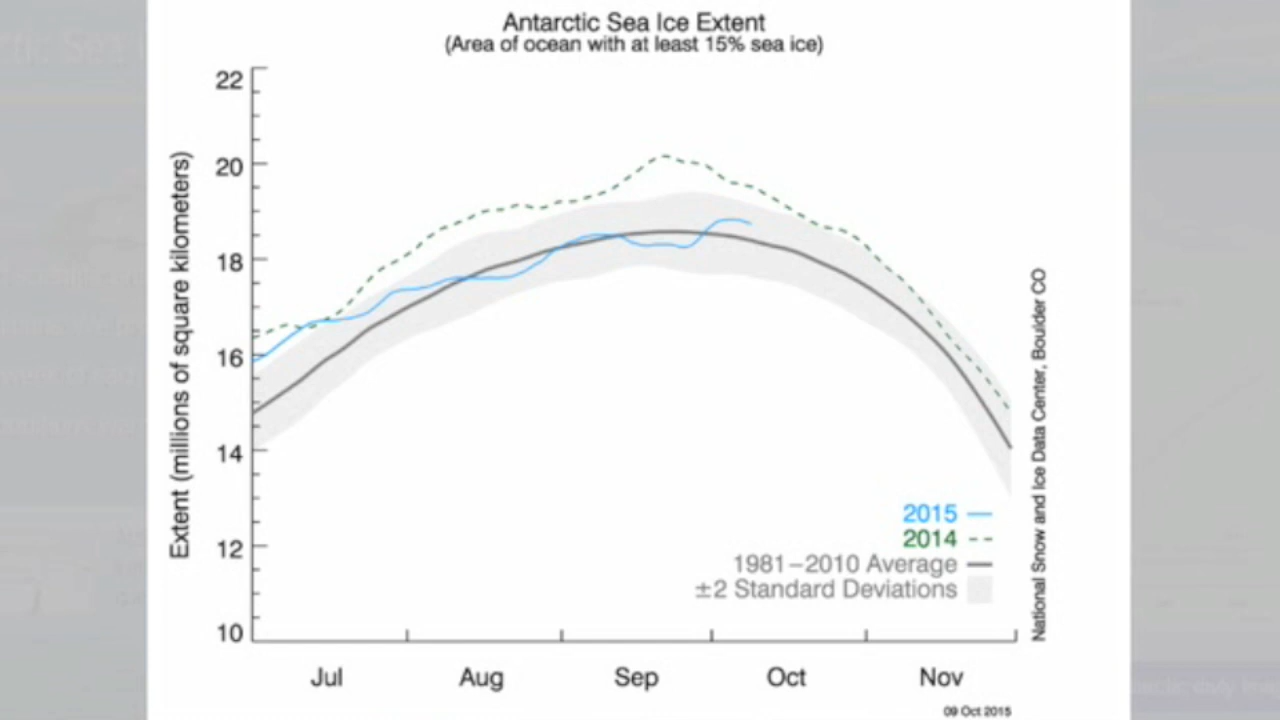 Antarctic Sea Ice Extent
(Area of ocean with at least 15% sea ice)
Extent (millions of square kilometers)
22
20
18
16
14
12
10
Jul
Aug
Sep
Oct
Nov
2015
2014
1981–2010 Average
±2 Standard Deviations
National Snow and Ice Data Center, Boulder CO
09 Oct 2015